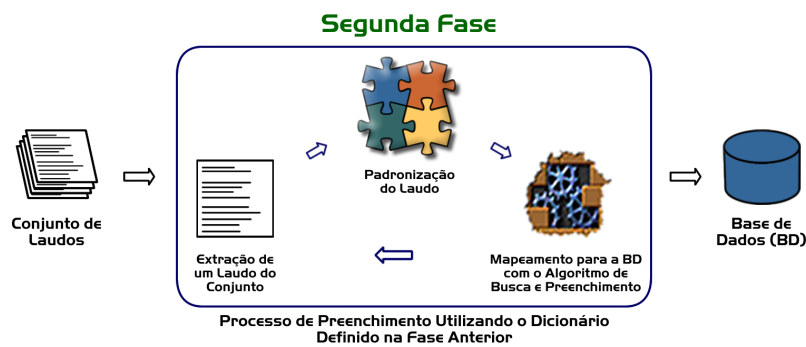 Segunda Fase
Conjunto de
Laudos
Extração de
um Laudo do
Conjunto
Padronização
do Laudo
Mapeamento para a BD
com o Algoritmo de
Busca e Preenchimento
Base de
Dados (BD)
Processo de Preenchimento Utilizando o Dicionário
Definido na Fase Anterior